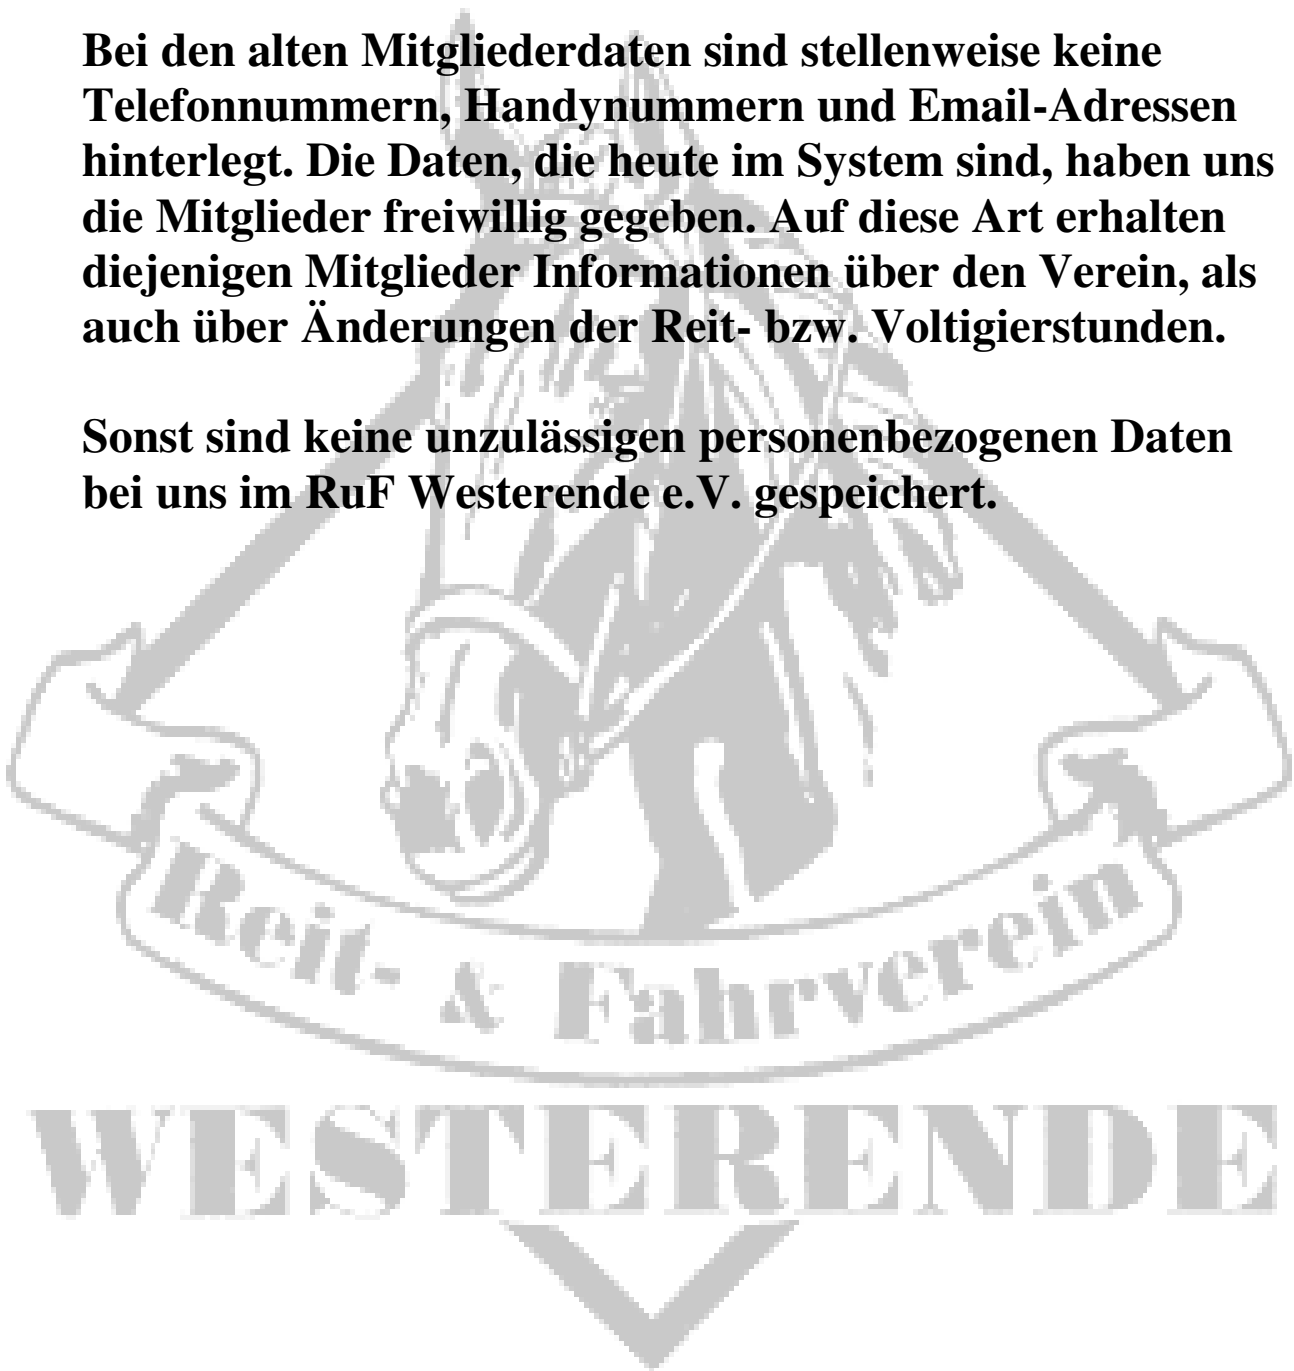 Bei den alten Mitgliederdaten sind stellenweise keine
Telefonnummern, Handynummern und Email-Adressen
hinterlegt. Die Daten, die heute im System sind, haben uns
die Mitglieder freiwillig gegeben. Auf diese Art erhalten
diejenigen Mitglieder Informationen über den Verein, als
auch über Änderungen der Reit- bzw. Voltigierstunden.
Sonst sind keine unzulässigen personenbezogenen Daten
bei uns im RuF Westerende e.V. gespeichert.
Reit- & Fahrverein
WESTERENDE